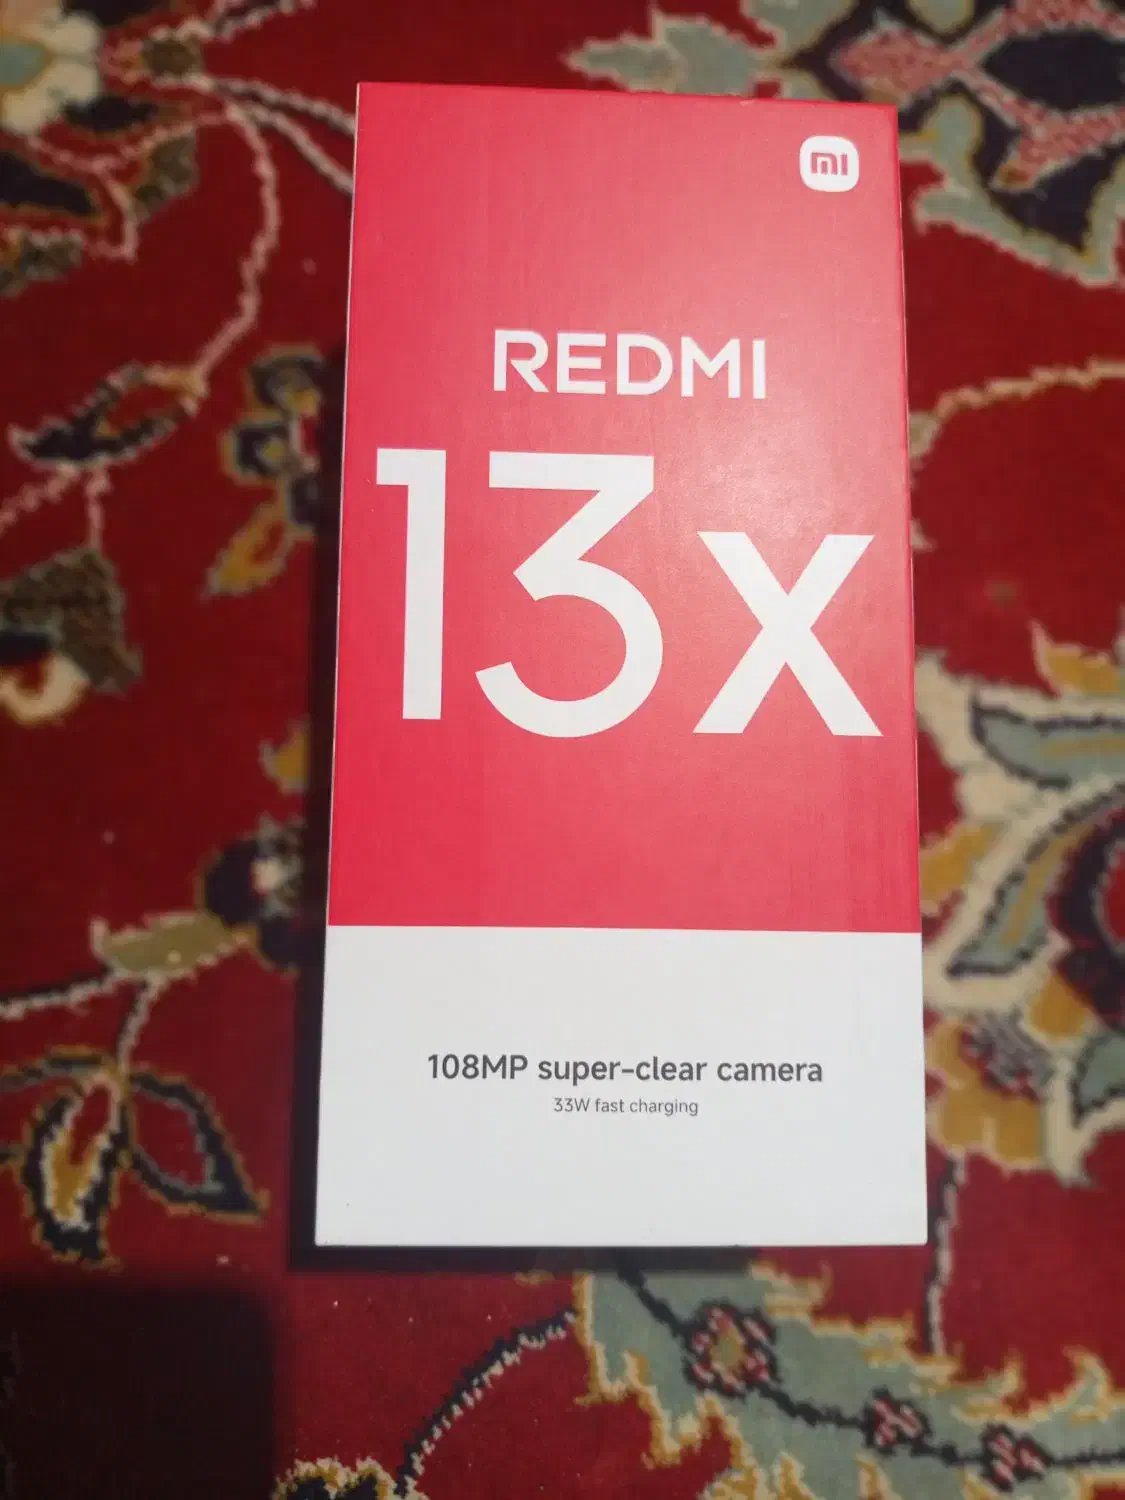 mi
REDMI
13x
108MP super-clear camera
33W fast charging